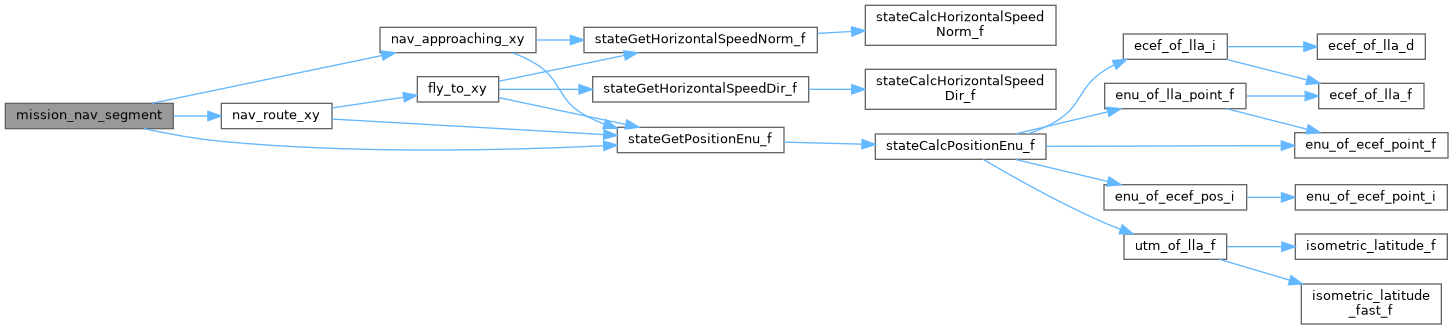 mission_nav_segment
nav_approaching_xy
nav_route_xy
fly_to_xy
stateGetHorizontalSpeedNorm_f
stateGetHorizontalSpeedDir_f
stateGetPositionEnu_f
stateCalcHorizontalSpeed
Norm_f
stateCalcHorizontalSpeed
Dir_f
stateCalcPositionEnu_f
ecef_of_lla_i
enu_of_lla_point_f
enu_of_ecef_pos_i
utm_of_lla_f
ecef_of_lla_d
ecef_of_lla_f
enu_of_ecef_point_f
enu_of_ecef_point_i
isometric_latitude_f
isometric_latitude
_fast_f